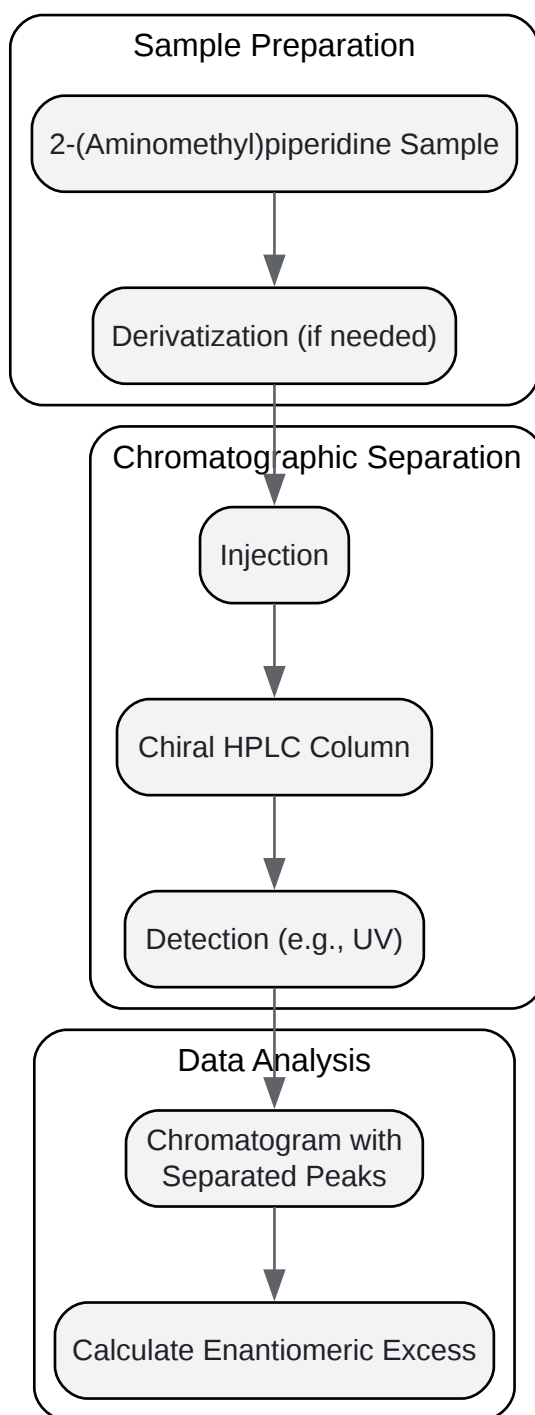 Sample Preparation
2-(Aminomethyl)piperidine Sample
Derivatization (if needed)
Chromatographic Separation
Injection
Chiral HPLC Column
Detection (e.g., UV)
Data Analysis
Chromatogram with
Separated Peaks
Calculate Enantiomeric Excess